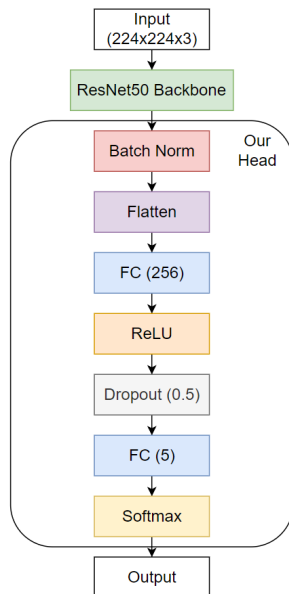 Input
(224x224x3)
ResNet50 Backbone
Our
Head
Batch Norm
Flatten
FC (256)
ReLU
Dropout (0.5)
FC (5)
Softmax
Output